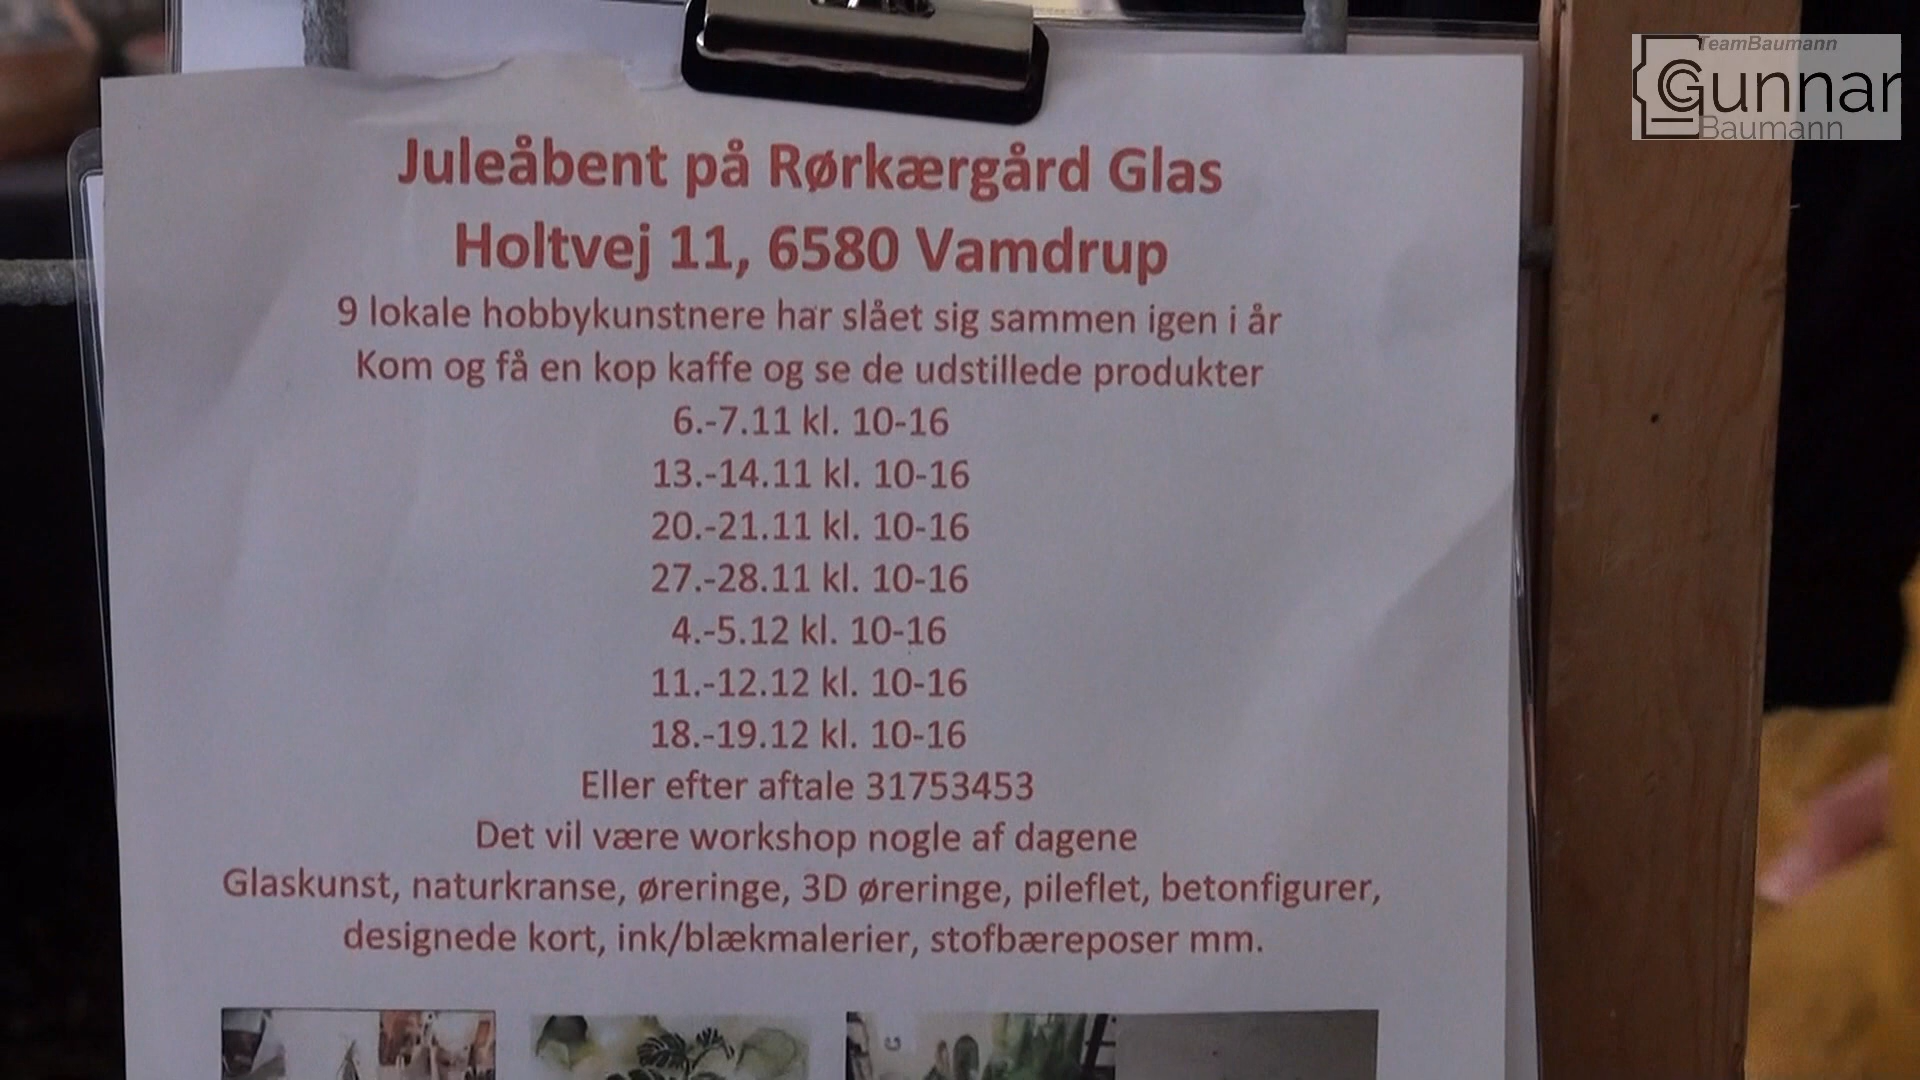 TeamBaumann
Gunnar
Baumann
Juleåbent på Rørkærgård Glas
Holtvej 11, 6580 Vamdrup
9 lokale hobbykunstnere har slået sig sammen igen i år
Kom og få en kop kaffe og se de udstillede produkter
6.-7.11 kl. 10-16
13.-14.11 kl. 10-16
20.-21.11 kl. 10-16
27.-28.11 kl. 10-16
4.-5.12 kl. 10-16
11.-12.12 kl. 10-16
18.-19.12 kl. 10-16
Eller efter aftale 31753453
Det vil være workshop nogle af dagene
Glaskunst, naturkranse, øreringe, 3D øreringe, pileflet, betonfigurer,
designede kort, ink/blækmalerier, stofbæreposer mm.